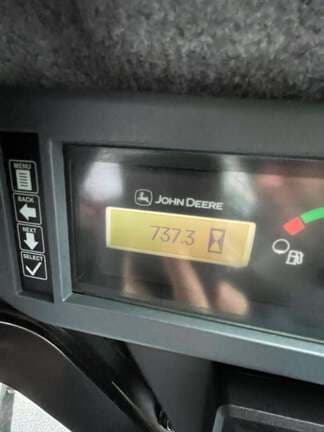 MENU
BACK
NEXT
SELECT
JOHN DEERE
737.3